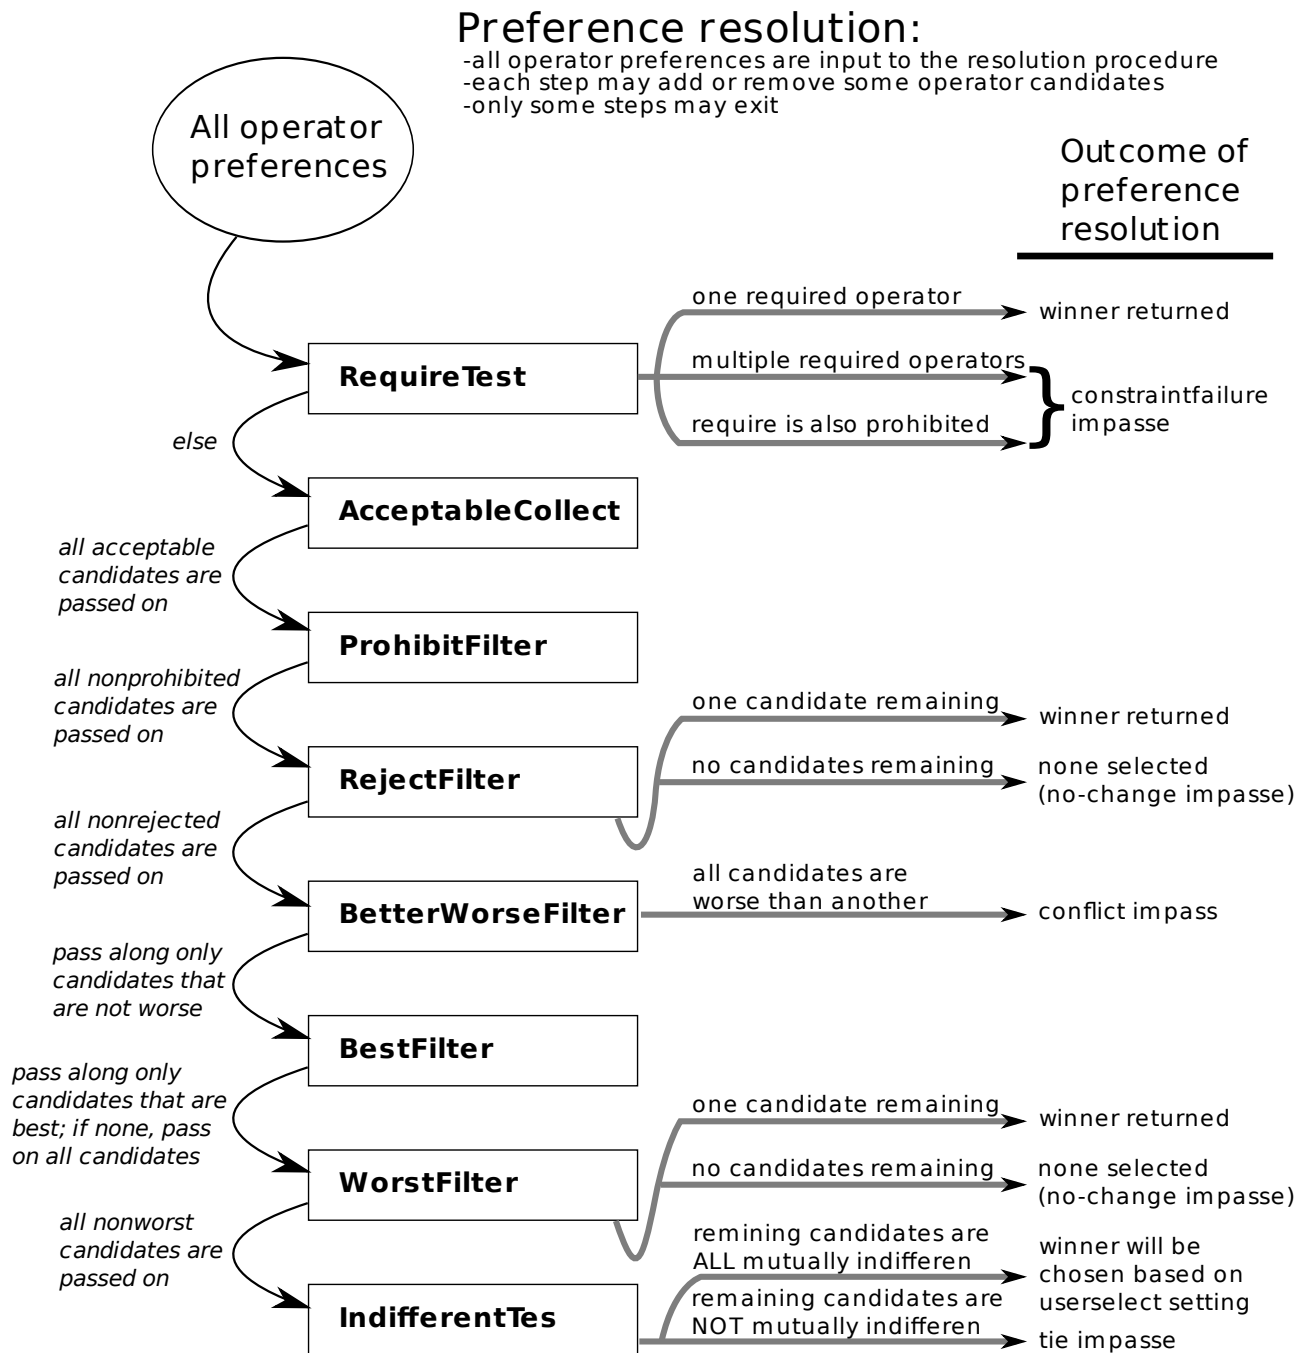 Preference resolution:
-all operator preferences are input to the resolution procedure
-each step may add or remove some operator candidates
-only some steps may exit
All operator
preferences
Outcome of
preference
resolution
one required operator
winner returned
RequireTest
multiple required operators
constraintfailure
impasse
require is also prohibited
else
AcceptableCollect
all acceptable
candidates are
passed on
ProhibitFilter
all nonprohibited
candidates are
passed on
one candidate remaining
winner returned
RejectFilter
no candidates remaining
none selected
(no-change impasse)
all nonrejected
candidates are
passed on
BetterWorseFilter
all candidates are
worse than another
conflict impass
pass along only
candidates that
are not worse
BestFilter
pass along only
candidates that are
best; if none, pass
on all candidates
one candidate remaining
winner returned
WorstFilter
no candidates remaining
none selected
(no-change impasse)
all nonworst
candidates are
passed on
remining candidates are
ALL mutually indifferen
winner will be
chosen based on
userselect setting
IndifferentTes
remaining candidates are
NOT mutually indifferen
tie impasse